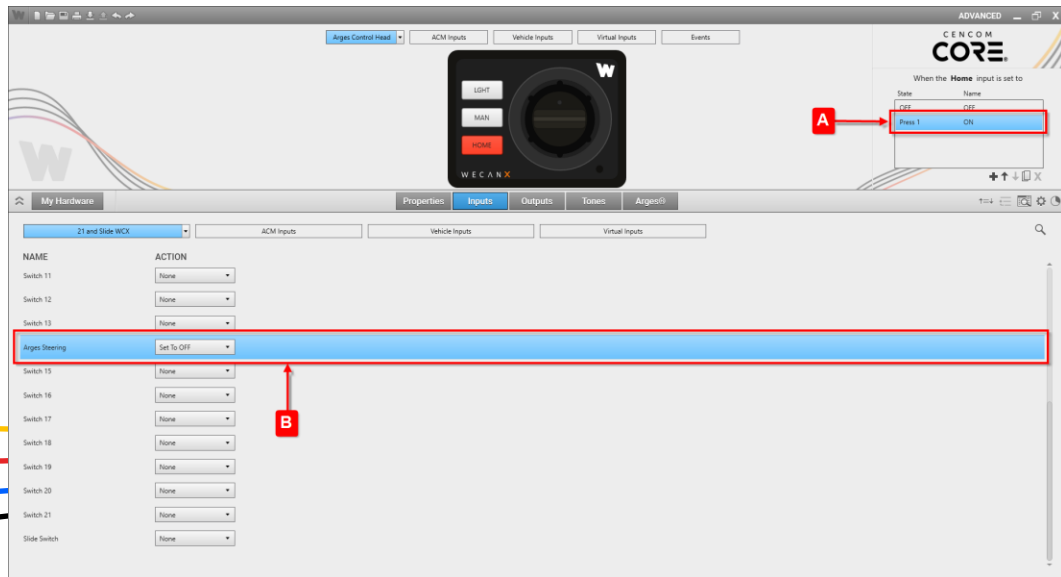 ADVANCED
Arges Control Head
ACM Inputs
Vehicle Inputs
Virtual Inputs
Events
CENCOM
CORE
When the Home input is set to
State Name
OFF OFF
Press 1 ON
A
W
LGHT
MAN
HOME
WECANX
My Hardware
Properties
Inputs
Outputs
Tones
Arges®
21 and Slide WCX
ACM Inputs
Vehicle Inputs
Virtual Inputs
NAME ACTION
Switch 11 None
Switch 12 None
Switch 13 None
Arges Steering Set To OFF
Switch 15 None
Switch 16 None
B
Switch 17 None
Switch 18 None
Switch 19 None
Switch 20 None
Switch 21 None
Slide Switch None